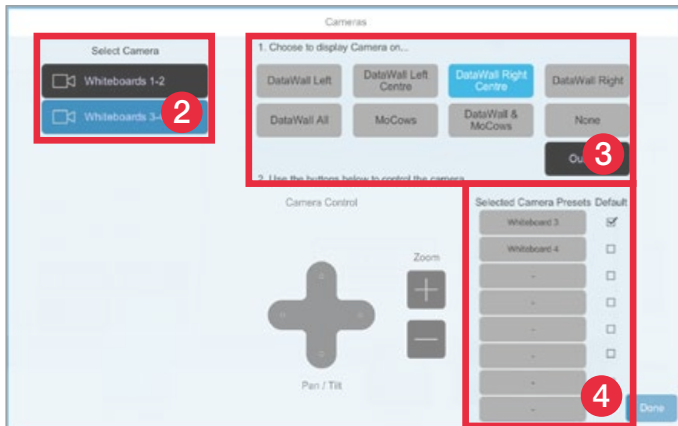 Cameras
Select Camera
Whiteboards 1-2
Whiteboards 3-
2
1. Choose to display Camera on...
DataWall Left
DataWall Left Centre
DataWall Right Centre
DataWall Right
DataWall All
MoCows
DataWall & MoCows
None
Ou
3
2. Use the buttons below to control the camera
Camera Control
Zoom
Pan / Tilt
Selected Camera Presets Default
Whiteboard 3
Whiteboard 4
-
-
-
-
-
-
4
Done